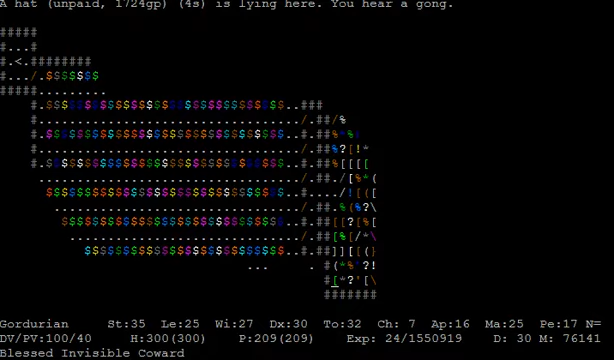 A hat (unpaid, 1724gp) (4s) is lying here. You hear a gong.
Gordurian St:35 Le:25 Wi:27 Dx:30 To:32 Ch: 7 Ap:16 Ma:25 Pe:17 N=
DV/PV:100/40 H:300(300) P:209(209) Exp: 24/1550919 D: 30 M: 76141
Blessed Invisible Coward